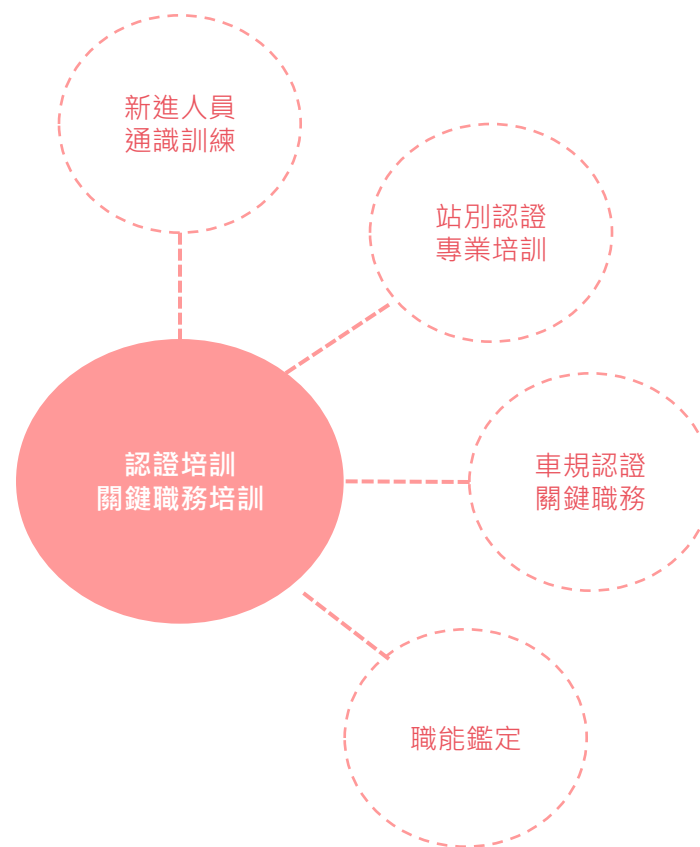 新進人員
通識訓練
站別認證
專業培訓
認證培訓
關鍵職務培訓
車規認證
關鍵職務
職能鑑定